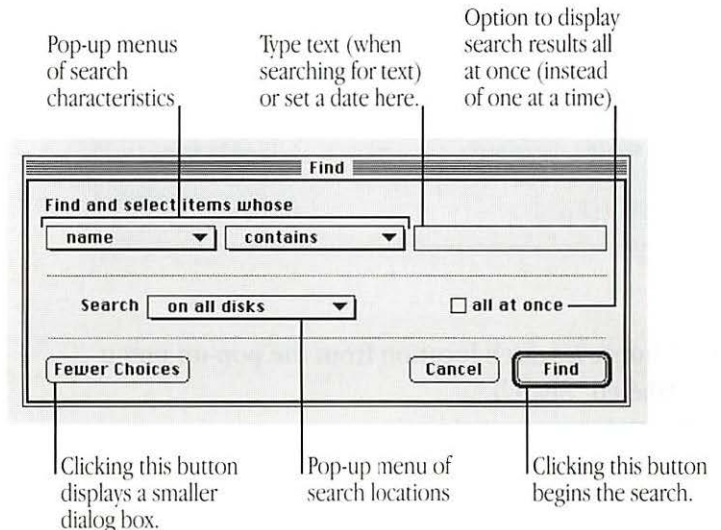 Pop-up menus
of search
characteristics
Type text (when
searching for text)
or set a date here.
Option to display
search results all
at once (instead
of one at a time)
Find
Find and select items whose
name
contains
Search
on all disks
all at once
Fewer Choices
Cancel
Find
Clicking this button
displays a smaller
dialog box.
Pop-up menu of
search locations
Clicking this button
begins the search.